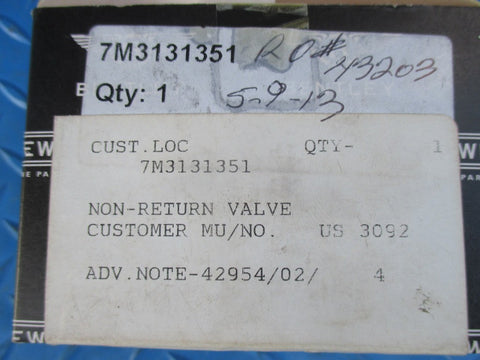 7M3131351 RO# 43203
Qty: 1 5-9-13
CUST.LOC QTY- 1
7M3131351
NON-RETURN VALVE
CUSTOMER MU/NO. US 3092
ADV.NOTE-42954/02/ 4